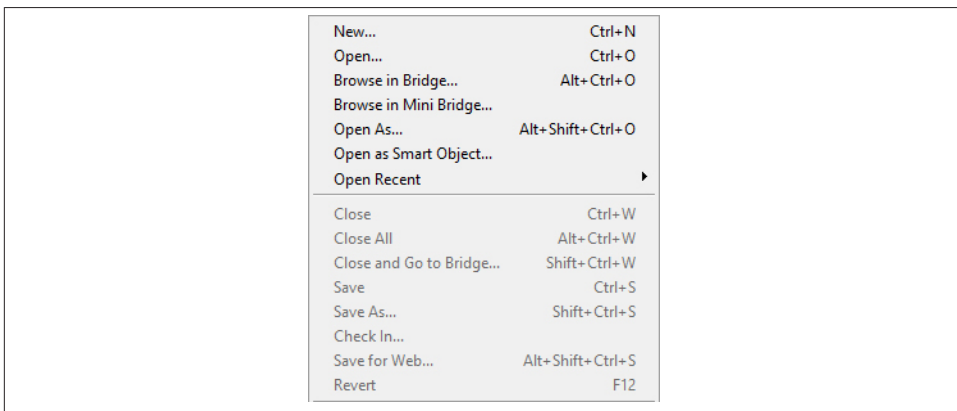 New... Ctrl+N
Open... Ctrl+O
Browse in Bridge... Alt+Ctrl+O
Browse in Mini Bridge...
Open As... Alt+Shift+Ctrl+O
Open as Smart Object...
Open Recent
Close Ctrl+W
Close All Alt+Ctrl+W
Close and Go to Bridge... Shift+Ctrl+W
Save Ctrl+S
Save As... Shift+Ctrl+S
Check In...
Save for Web... Alt+Shift+Ctrl+S
Revert F12